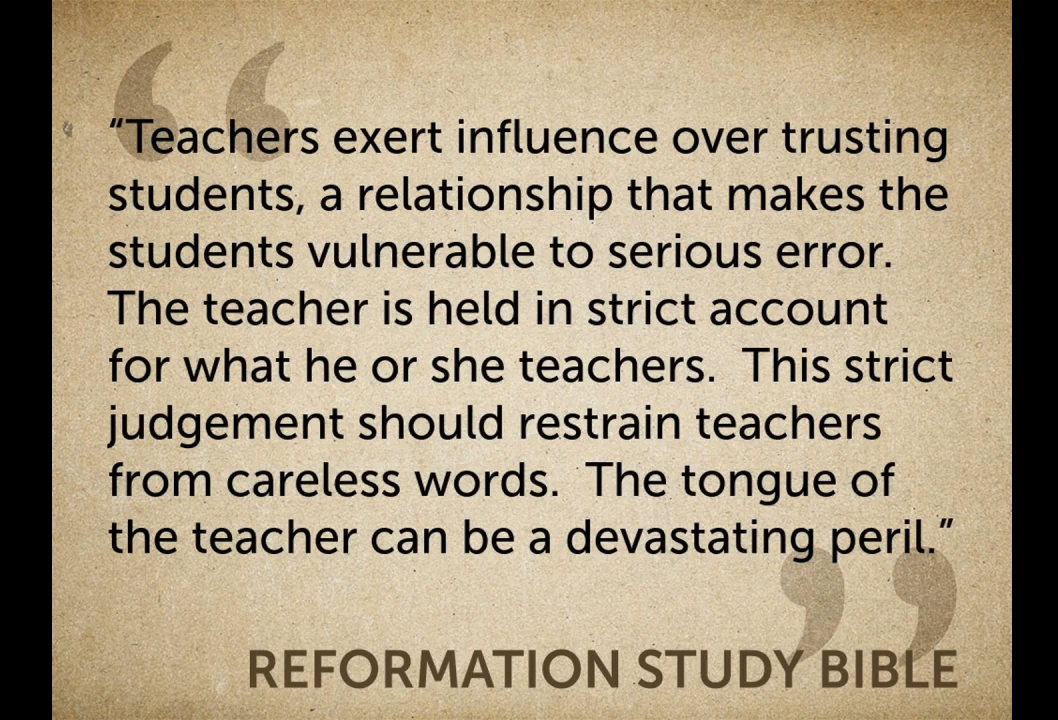 “Teachers exert influence over trusting
students, a relationship that makes the
students vulnerable to serious error.
The teacher is held in strict account
for what he or she teachers.  This strict
judgement should restrain teachers
from careless words.  The tongue of
the teacher can be a devastating peril.”
REFORMATION STUDY BIBLE